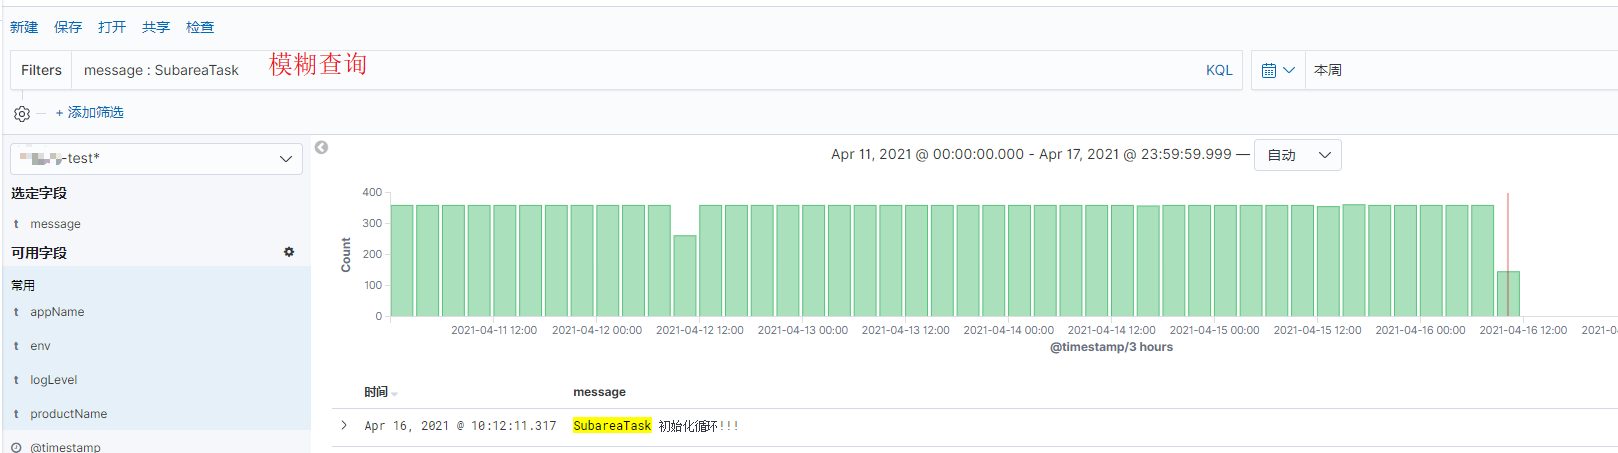 新建 保存 打开 共享 检查
Filters message : SubareaTask 模糊查询 KQL 本周
+ 添加筛选
-test*
Apr 11, 2021 @ 00:00:00.000 - Apr 17, 2021 @ 23:59:59.999 — 自动
选定字段
t message
可用字段
常用
t appName
t env
t logLevel
t productName
@timestamp
Count
400
300
200
100
0
2021-04-11 12:00 2021-04-12 00:00 2021-04-12 12:00 2021-04-13 00:00 2021-04-13 12:00 2021-04-14 00:00 2021-04-14 12:00 2021-04-15 00:00 2021-04-15 12:00 2021-04-16 00:00 2021-04-16 12:00
@timestamp/3 hours
时间 message
Apr 16, 2021 @ 10:12:11.317 SubareaTask 初始化循环!!!